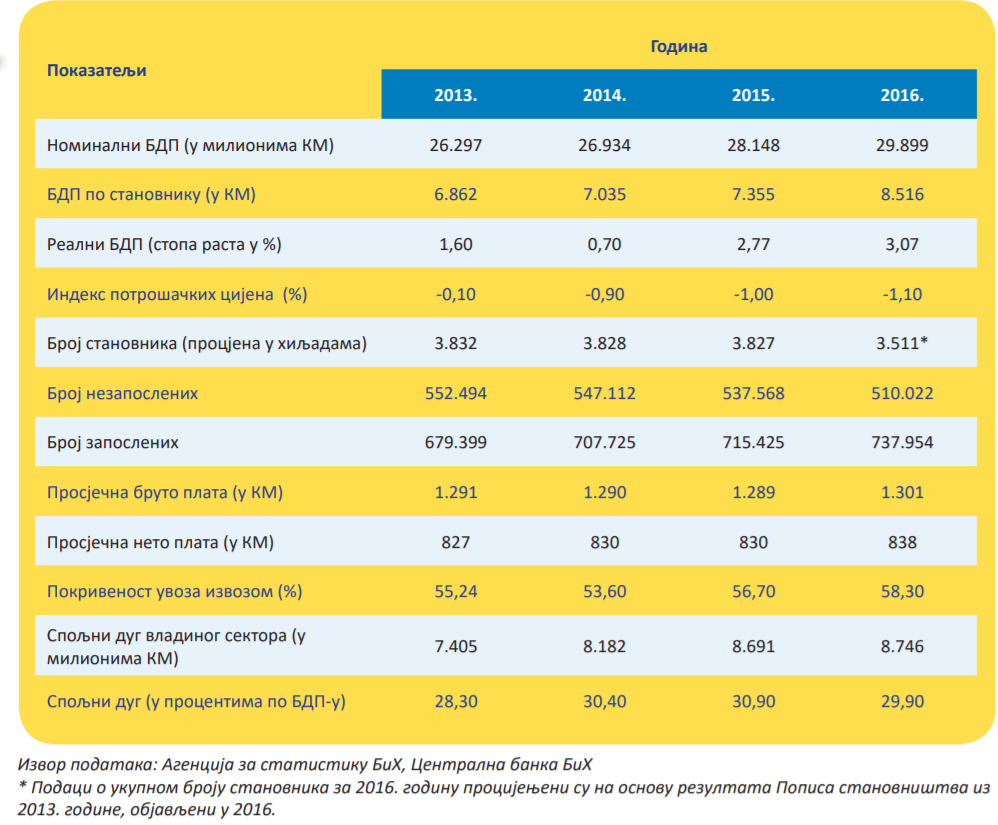 Година
Показатељи
2013. 2014. 2015. 2016.
Номинални БДП (у милионима КМ) 26.297 26.934 28.148 29.899
БДП по становнику (у КМ) 6.862 7.035 7.355 8.516
Реални БДП (стопа раста у %) 1,60 0,70 2,77 3,07
Индекс потрошачких цијена (%) -0,10 -0,90 -1,00 -1,10
Број становника (процјена у хиљадама) 3.832 3.828 3.827 3.511*
Број незапослених 552.494 547.112 537.568 510.022
Број запослених 679.399 707.725 715.425 737.954
Просјечна бруто плата (у КМ) 1.291 1.290 1.289 1.301
Просјечна нето плата (у КМ) 827 830 830 838
Покривеност увоза извозом (%) 55,24 53,60 56,70 58,30
Спољни дуг владиног сектора (у
милионима КМ) 7.405 8.182 8.691 8.746
Спољни дуг (у процентима по БДП-у) 28,30 30,40 30,90 29,90
Извор података: Агенција за статистику БиХ, Централна банка БиХ
* Подаци о укупном броју становника за 2016. годину процијењени су на основу резултата Пописа становништва из
2013. године, објављени у 2016.